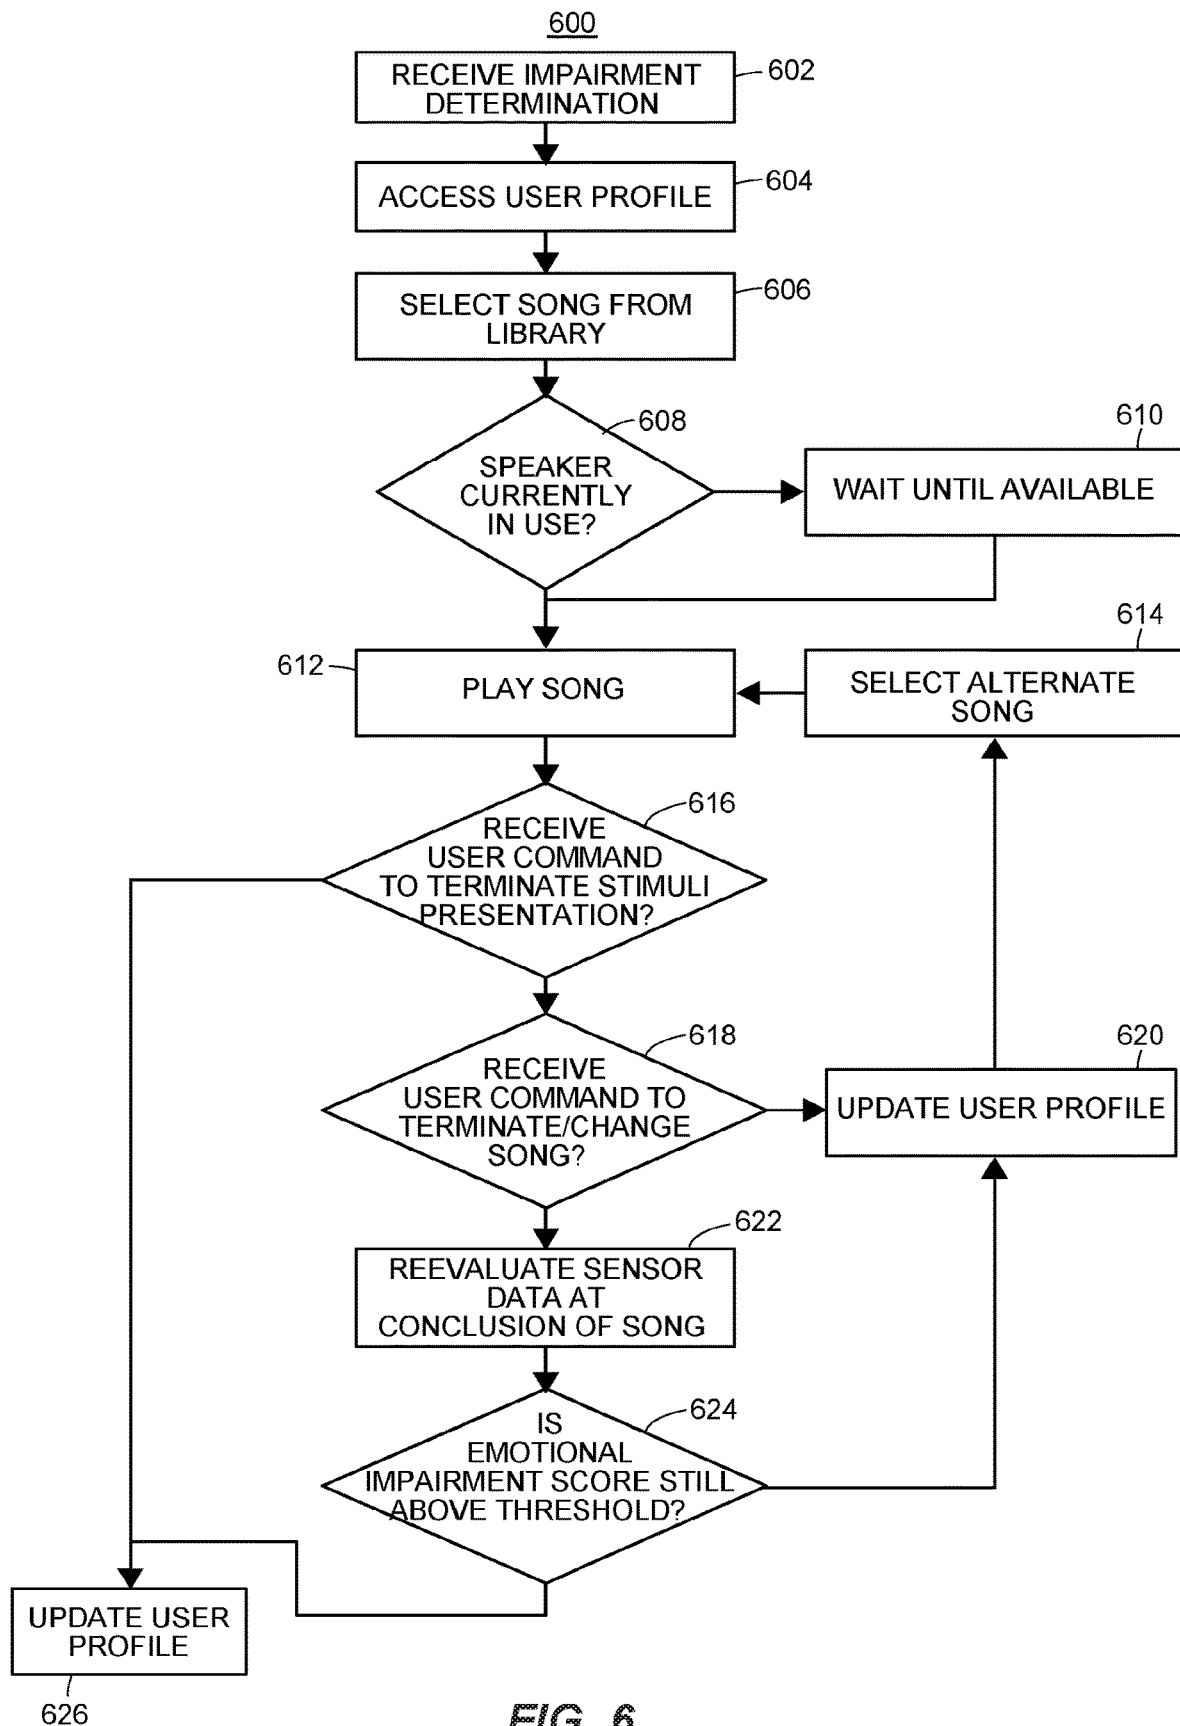 600
RECEIVE IMPAIRMENT
DETERMINATION
602
ACCESS USER PROFILE
604
SELECT SONG FROM
LIBRARY
606
608
SPEAKER
CURRENTLY
IN USE?
610
WAIT UNTIL AVAILABLE
612
PLAY SONG
614
SELECT ALTERNATE
SONG
616
RECEIVE
USER COMMAND
TO TERMINATE STIMULI
PRESENTATION?
618
RECEIVE
USER COMMAND TO
TERMINATE/CHANGE
SONG?
620
UPDATE USER PROFILE
622
REEVALUATE SENSOR
DATA AT
CONCLUSION OF SONG
624
IS
EMOTIONAL
IMPAIRMENT SCORE STILL
ABOVE THRESHOLD?
UPDATE USER
PROFILE
626
FIG. 6